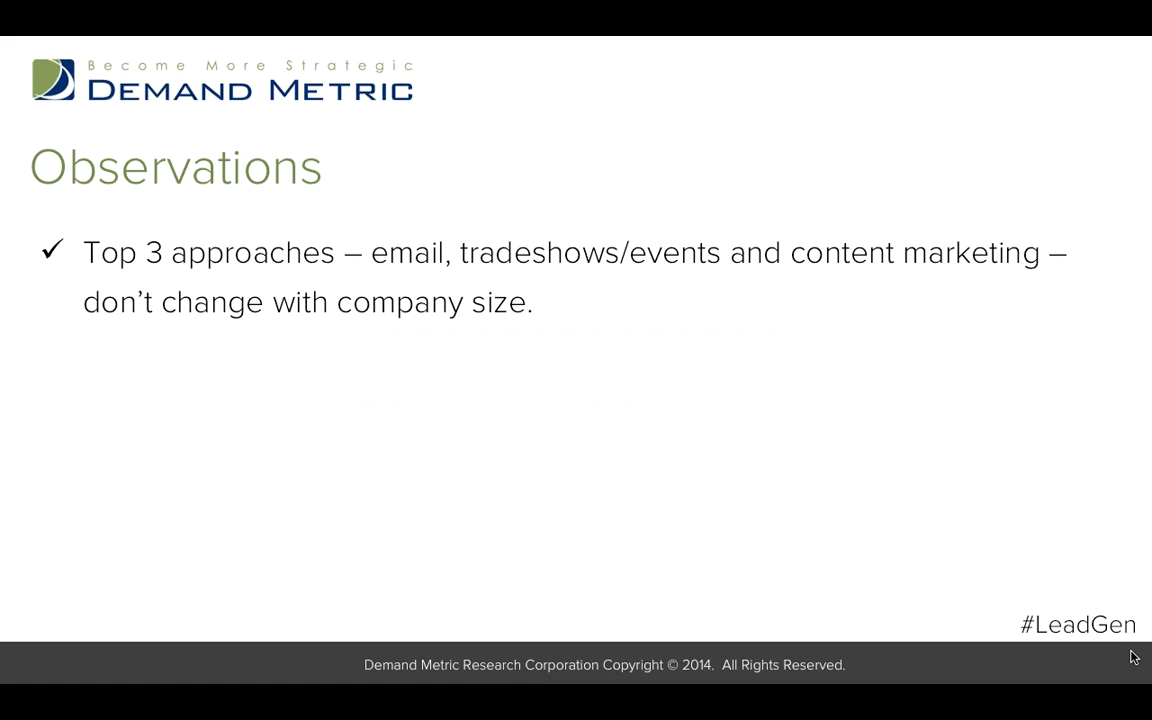 Become More Strategic
DEMAND METRIC
Observations
✓ Top 3 approaches – email, tradeshows/events and content marketing –
don’t change with company size.
#LeadGen
Demand Metric Research Corporation Copyright © 2014. All Rights Reserved.